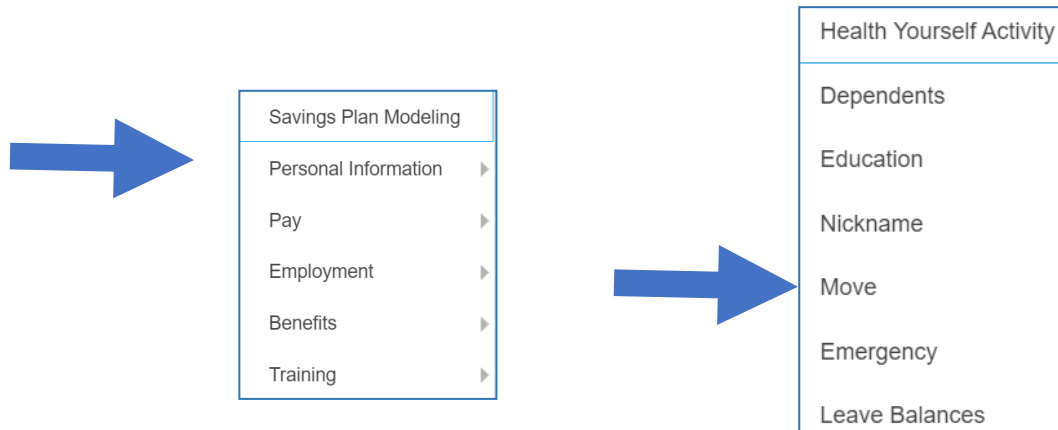 Savings Plan Modeling
Personal Information
Pay
Employment
Benefits
Training
Health Yourself Activity
Dependents
Education
Nickname
Move
Emergency
Leave Balances